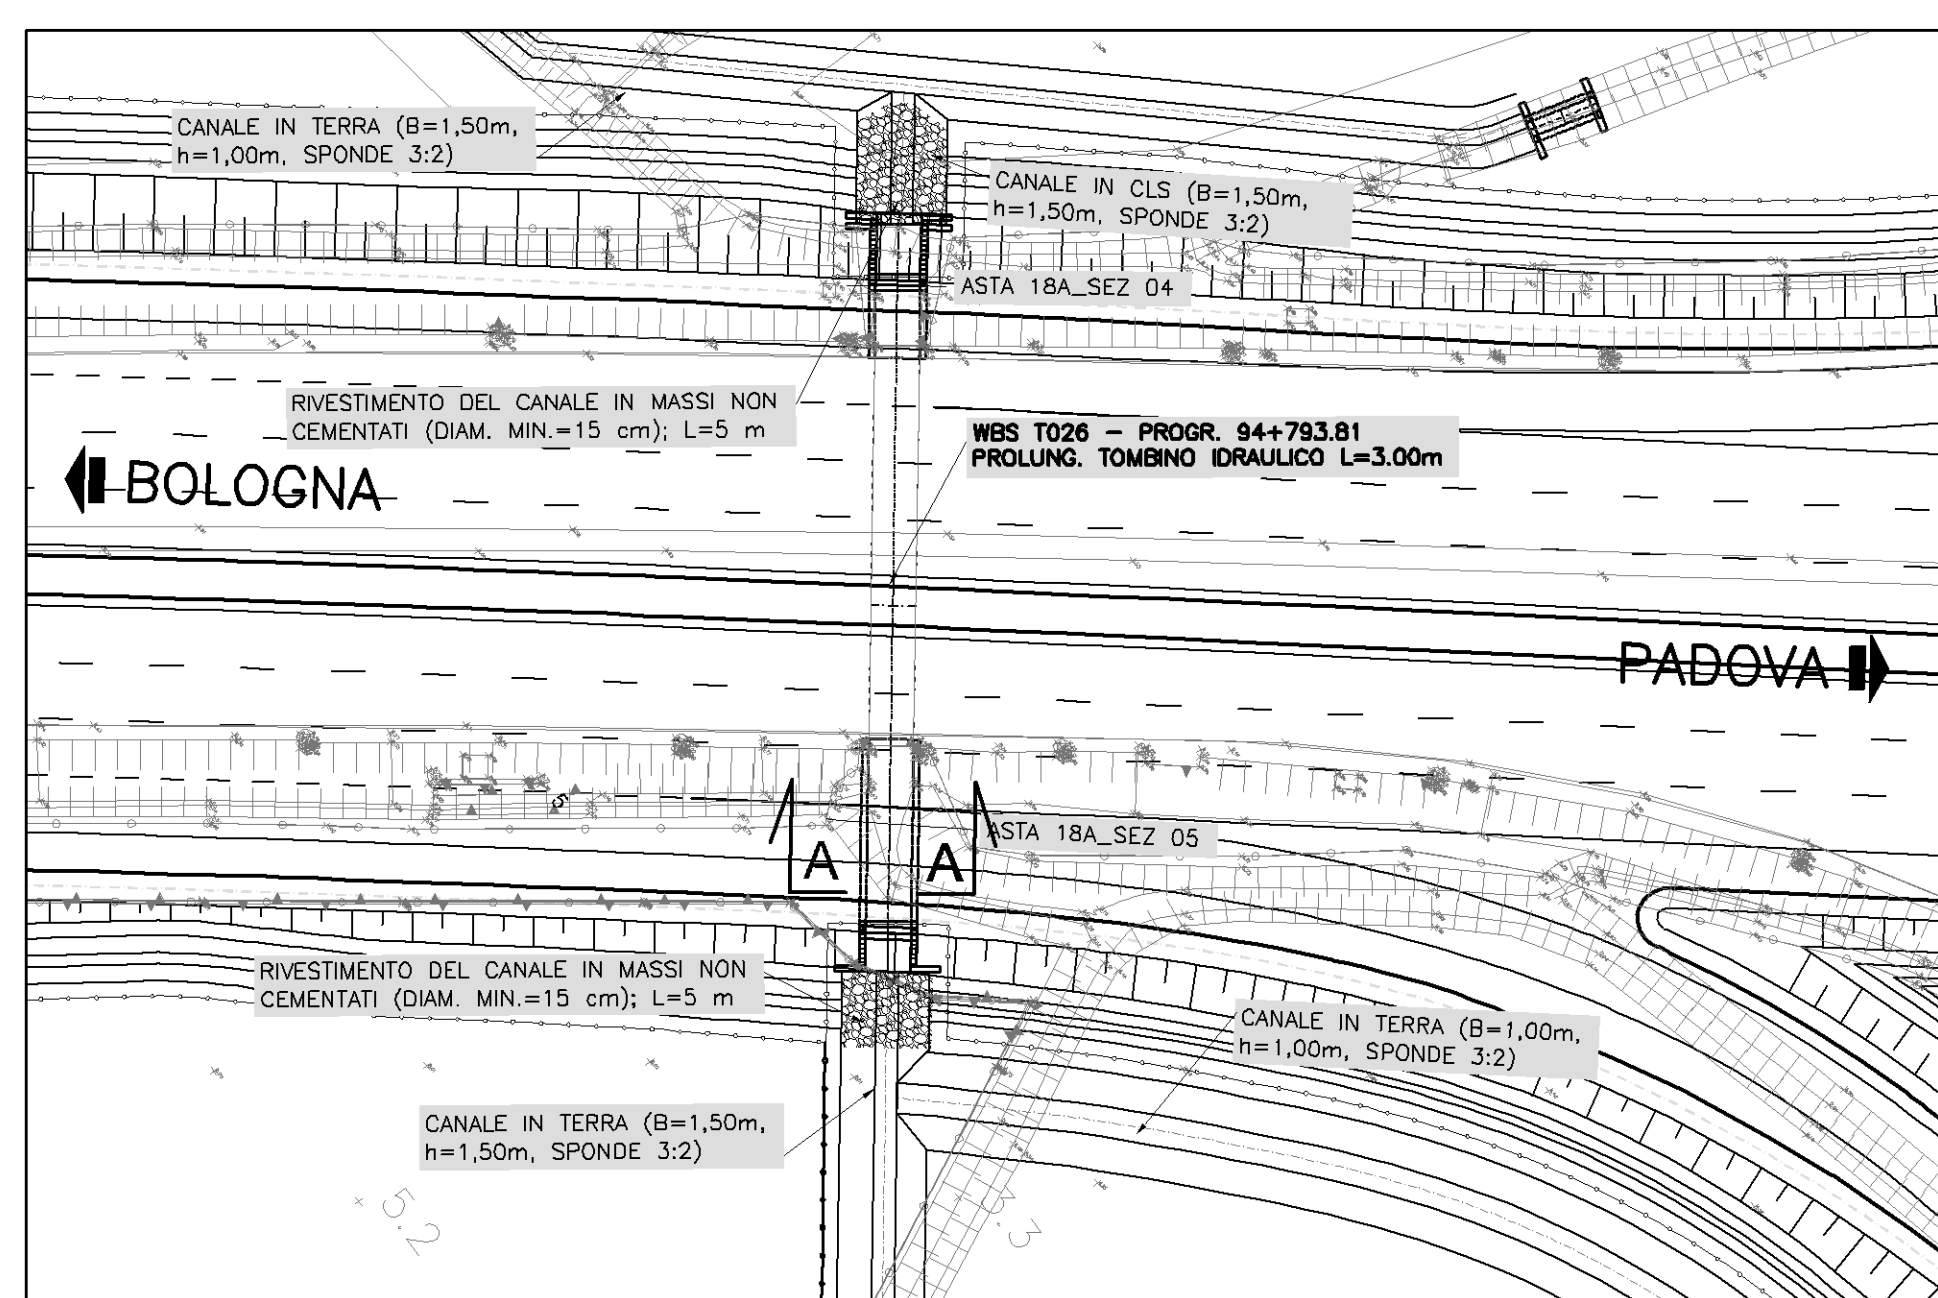 CANALE IN TERRA (B=1,50m,
h=1,00m, SPONDE 3:2)
CANALE IN CLS (B=1,50m,
h=1,50m, SPONDE 3:2)
ASTA 18A_SEZ 04
RIVESTIMENTO DEL CANALE IN MASSI NON
CEMENTATI (DIAM. MIN.=15 cm); L=5 m
WBS T026 - PROGR. 94+793.81
PROLUNG. TOMBINO IDRAULICO L=3.00m
BOLOGNA
PADOVA
ASTA 18A_SEZ 05
A
A
RIVESTIMENTO DEL CANALE IN MASSI NON
CEMENTATI (DIAM. MIN.=15 cm); L=5 m
CANALE IN TERRA (B=1,00m,
h=1,00m, SPONDE 3:2)
CANALE IN TERRA (B=1,50m,
h=1,50m, SPONDE 3:2)
5.2